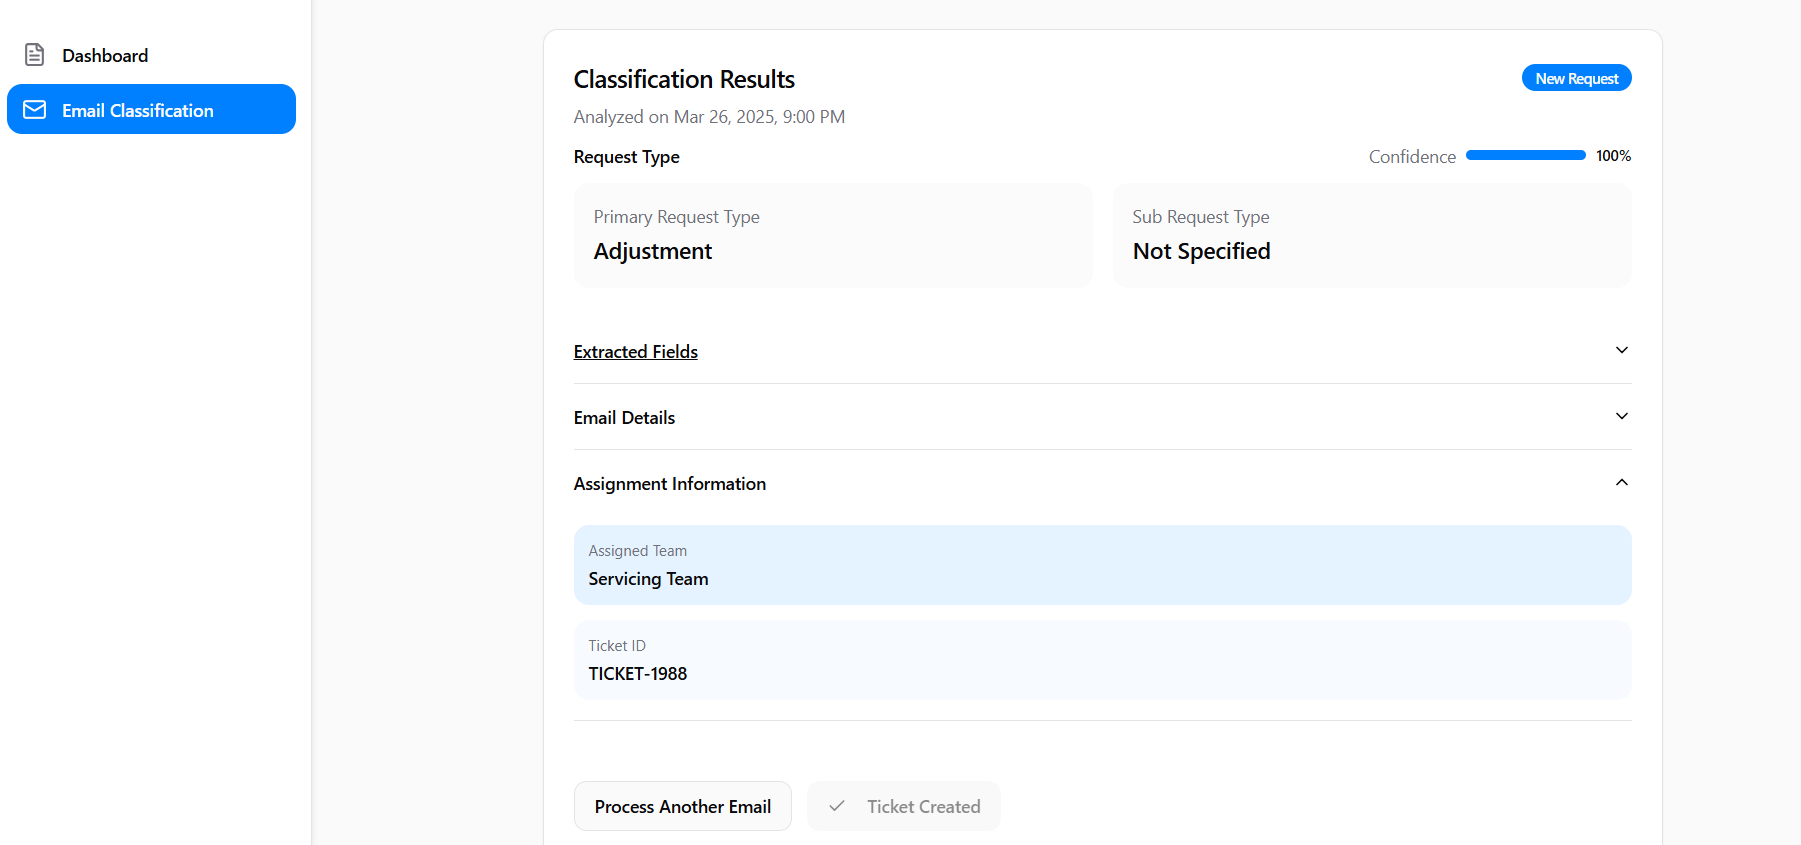 Dashboard
Email Classification
Classification Results
New Request
Analyzed on Mar 26, 2025, 9:00 PM
Request Type
Confidence 100%
Primary Request Type
Adjustment
Sub Request Type
Not Specified
Extracted Fields
Email Details
Assignment Information
Assigned Team
Servicing Team
Ticket ID
TICKET-1988
Process Another Email
Ticket Created